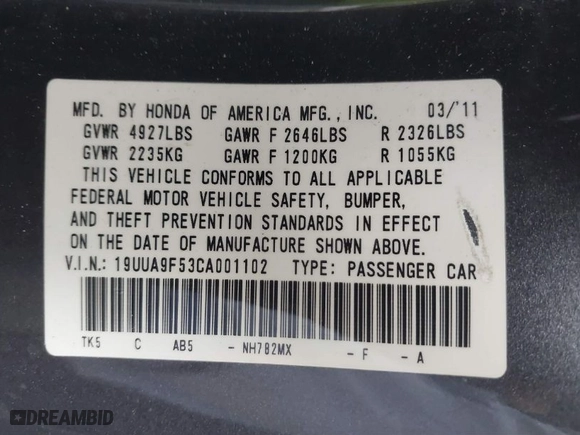 MFD. BY HONDA OF AMERICA MFG., INC. 03/'11
GVWR 4927LBS GAWR F 2646LBS R 2326LBS
GVWR 2235KG GAWR F 1200KG R 1055KG
THIS VEHICLE CONFORMS TO ALL APPLICABLE
FEDERAL MOTOR VEHICLE SAFETY, BUMPER,
AND THEFT PREVENTION STANDARDS IN EFFECT
ON THE DATE OF MANUFACTURE SHOWN ABOVE.
V.I.N.: 19UUA9F53CA001102 TYPE: PASSENGER CAR
TK5 C AB5 - NH782MX - F - A
DREAMBID